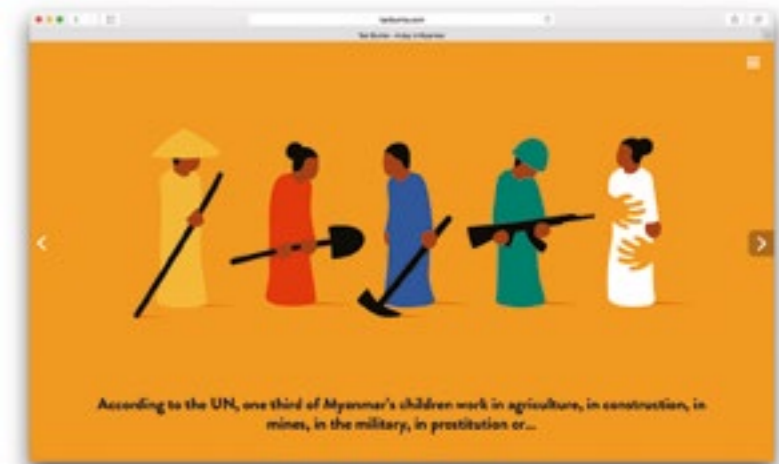 According to the UN, one third of Myanmar's children work in agriculture, in construction, in
mines, in the military, in prostitution or...